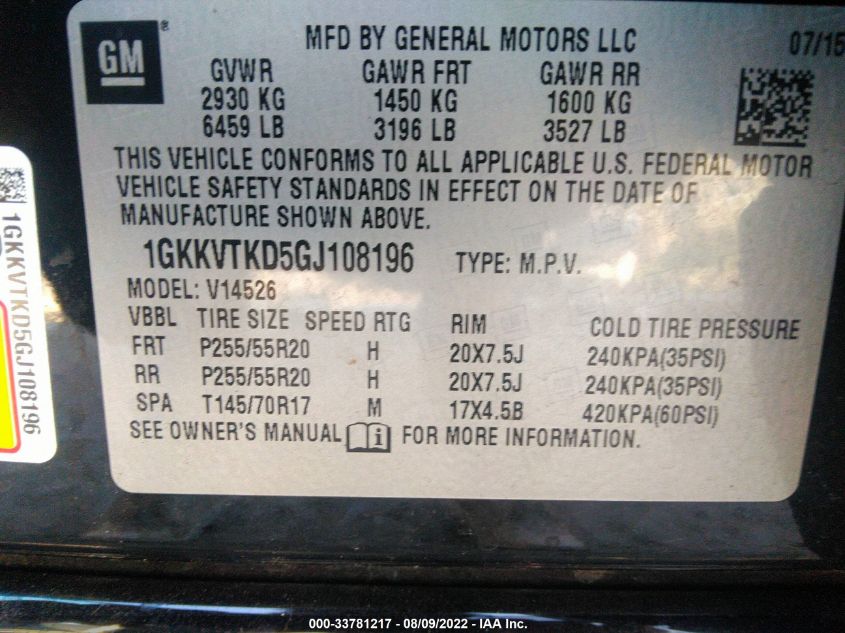 GM
MFD BY GENERAL MOTORS LLC 07/15
GVWR GAWR FRT GAWR RR
2930 KG 1450 KG 1600 KG
6459 LB 3196 LB 3527 LB
THIS VEHICLE CONFORMS TO ALL APPLICABLE U.S. FEDERAL MOTOR
VEHICLE SAFETY STANDARDS IN EFFECT ON THE DATE OF
MANUFACTURE SHOWN ABOVE.
1GKKVTKD5GJ108196 TYPE: M.P.V.
MODEL: V14526
VBBL TIRE SIZE SPEED RTG RIM COLD TIRE PRESSURE
FRT P255/55R20 H 20X7.5J 240KPA(35PSI)
RR P255/55R20 H 20X7.5J 240KPA(35PSI)
SPA T145/70R17 M 17X4.5B 420KPA(60PSI)
SEE OWNER'S MANUAL FOR MORE INFORMATION.
1GKKVTKD5GJ108196
000-33781217 - 08/09/2022 - IAA Inc.